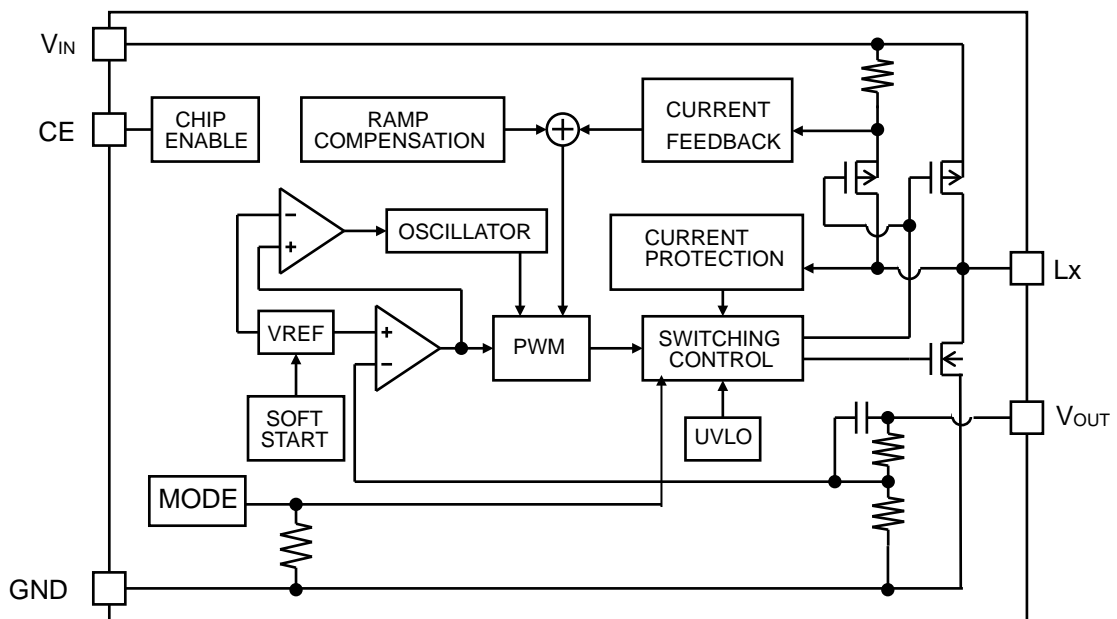 VIN
CE
CHIP
ENABLE
RAMP
COMPENSATION
+
CURRENT
FEEDBACK
−
+
OSCILLATOR
CURRENT
PROTECTION
Lx
VREF
+
−
PWM
SWITCHING
CONTROL
SOFT
START
UVLO
VOUT
MODE
GND